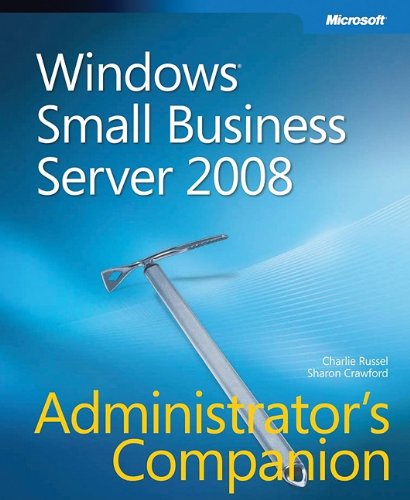 Microsoft®
Windows®
Small Business
Server 2008
Charlie Russel
Sharon Crawford
Administrator's
Companion